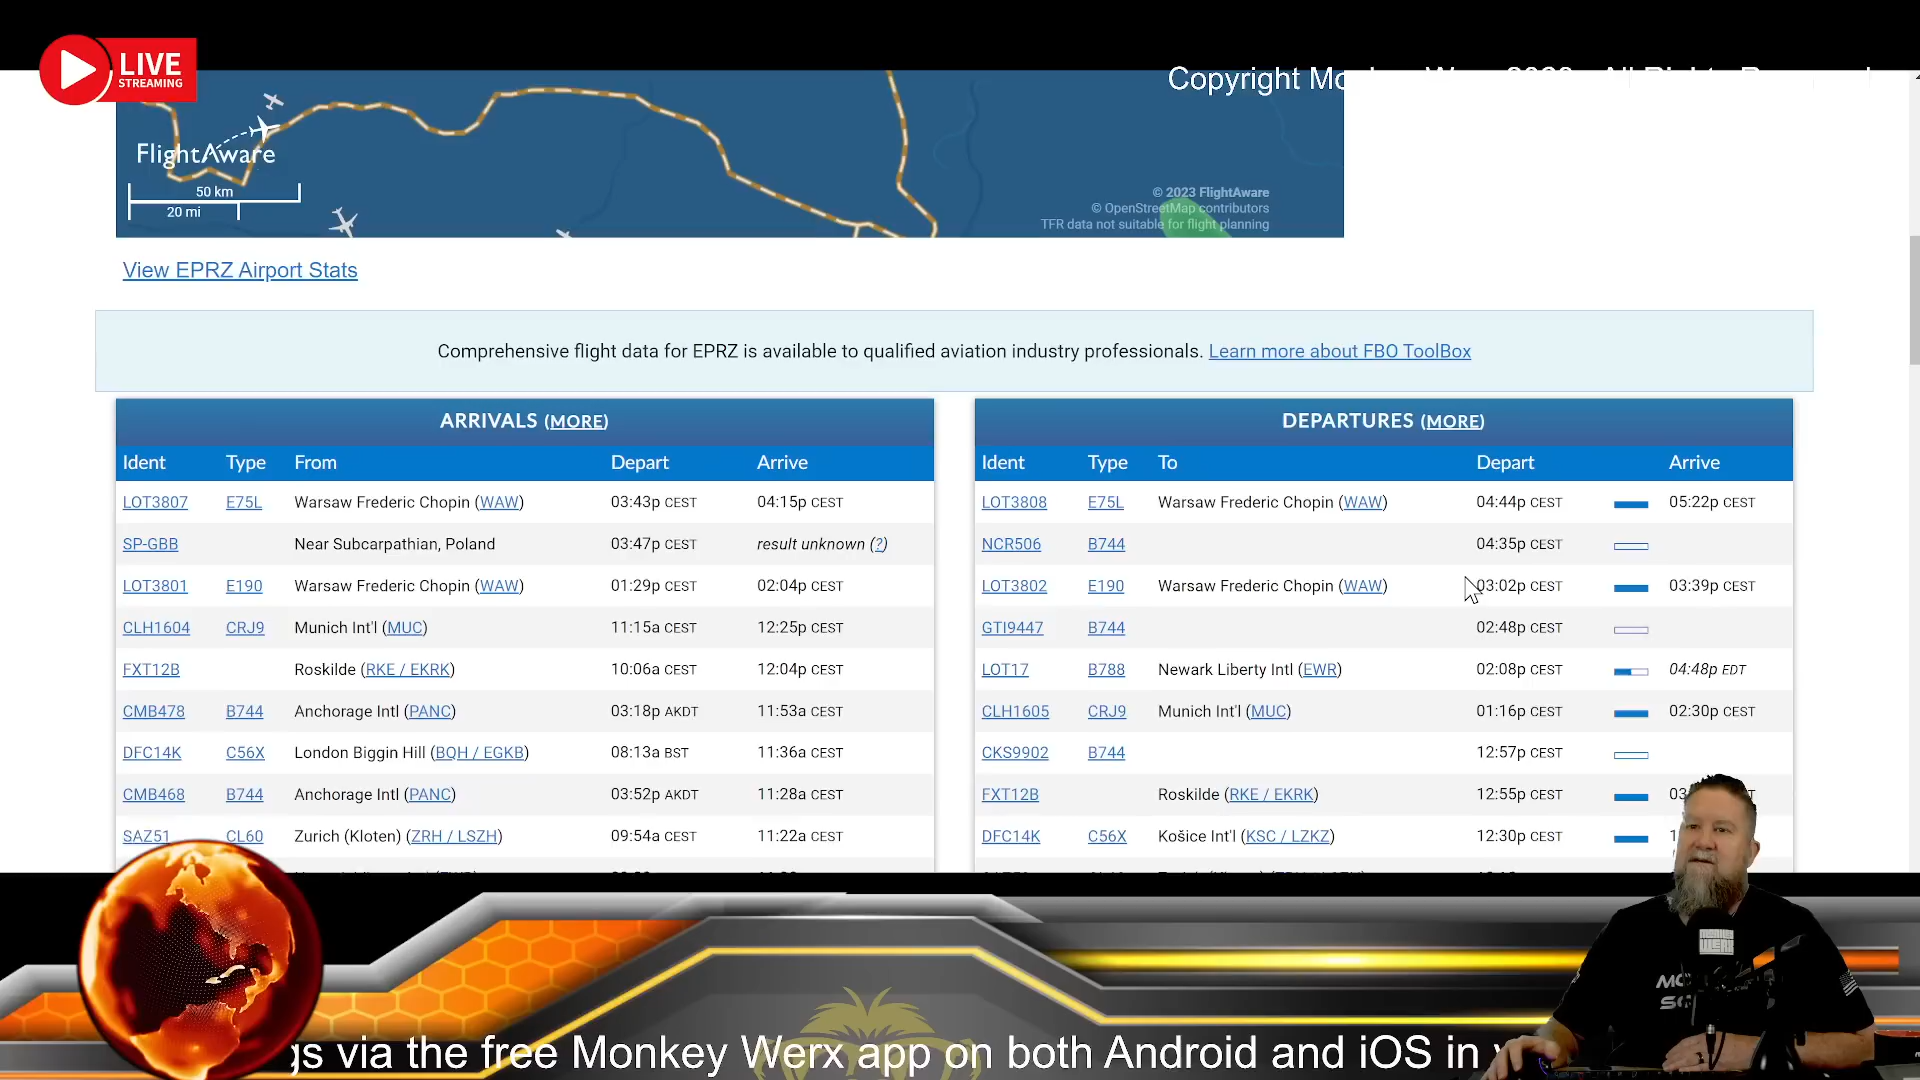 LIVE
STREAMING
Copyright
FlightAware
50 km
20 mi
© 2023 FlightAware
© OpenStreetMap contributors
TFR data not suitable for flight planning
View EPRZ Airport Stats
Comprehensive flight data for EPRZ is available to qualified aviation industry professionals. Learn more about FBO ToolBox
ARRIVALS (MORE)
Ident Type From Depart Arrive
LOT3807 E75L Warsaw Frederic Chopin (WAW) 03:43p CEST 04:15p CEST
SP-GBB Near Subcarpathian, Poland 03:47p CEST result unknown (?)
LOT3801 E190 Warsaw Frederic Chopin (WAW) 01:29p CEST 02:04p CEST
CLH1604 CRJ9 Munich Int'l (MUC) 11:15a CEST 12:25p CEST
FXT12B Roskilde (RKE / EKRK) 10:06a CEST 12:04p CEST
CMB478 B744 Anchorage Intl (PANC) 03:18p AKDT 11:53a CEST
DFC14K C56X London Biggin Hill (BQH / EGKB) 08:13a BST 11:36a CEST
CMB468 B744 Anchorage Intl (PANC) 03:52p AKDT 11:28a CEST
SAZ51 CL60 Zurich (Kloten) (ZRH / LSZH) 09:54a CEST 11:22a CEST
DEPARTURES (MORE)
Ident Type To Depart Arrive
LOT3808 E75L Warsaw Frederic Chopin (WAW) 04:44p CEST 05:22p CEST
NCR506 B744 04:35p CEST
LOT3802 E190 Warsaw Frederic Chopin (WAW) 03:02p CEST 03:39p CEST
GTI9447 B744 02:48p CEST
LOT17 B788 Newark Liberty Intl (EWR) 02:08p CEST 04:48p EDT
CLH1605 CRJ9 Munich Int'l (MUC) 01:16p CEST 02:30p CEST
CKS9902 B744 12:57p CEST
FXT12B Roskilde (RKE / EKRK) 12:55p CEST
DFC14K C56X Košice Int'l (KSC / LZKZ) 12:30p CEST
via the free Monkey Werx app on both Android and iOS in